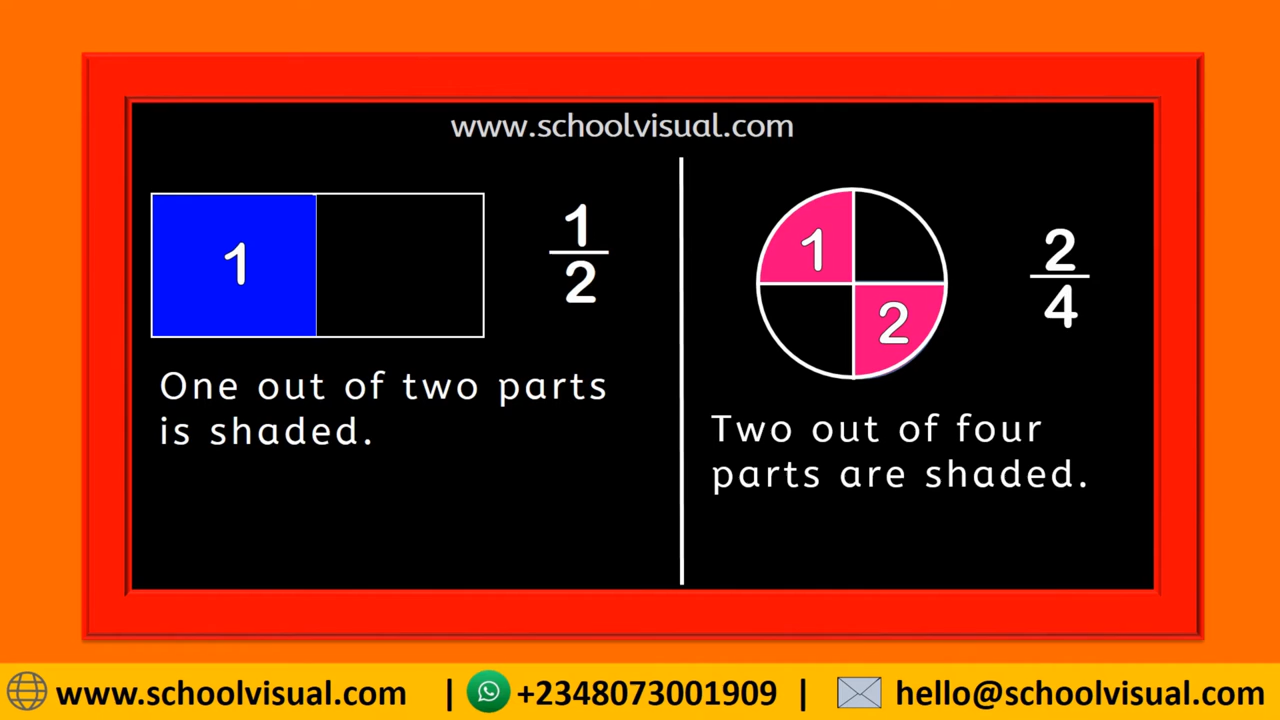 www.schoolvisual.com
1
1
2
One out of two parts
is shaded.
1
2
2
4
Two out of four
parts are shaded.
www.schoolvisual.com | +2348073001909 | hello@schoolvisual.com